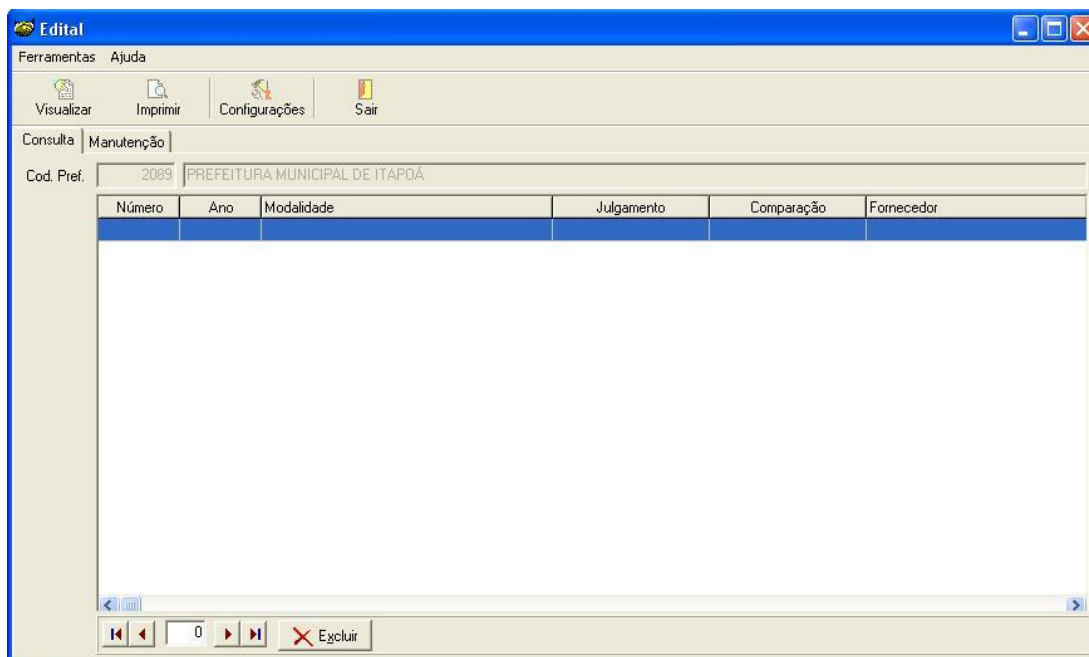 Edital
Ferramentas Ajuda
Visualizar Imprimir Configurações Sair
Consulta Manutenção
Cod. Pref. 2089 PREFEITURA MUNICIPAL DE ITAPOÁ
Número Ano Modalidade Julgamento Comparação Fornecedor
0 Excluir